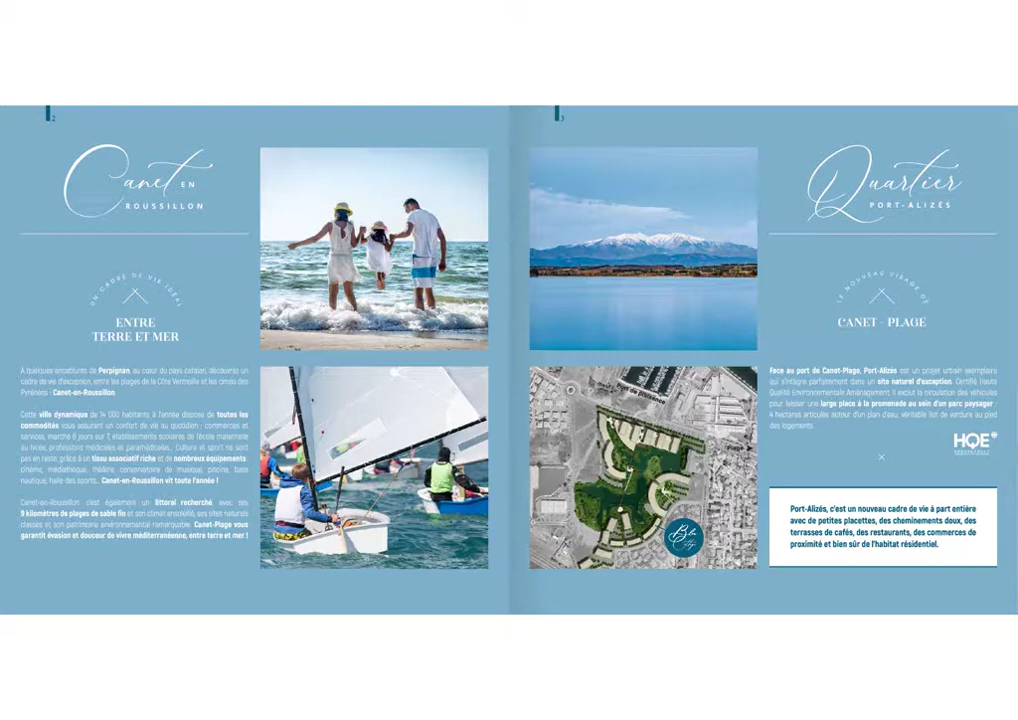 2
Canet EN
ROUSSILLON
UN CADRE DE VIE IDÉAL
ENTRE
TERRE ET MER
À quelques encablures de Perpignan, au cœur du pays catalan, découvrez un
cadre de vie d'exception, entre les plages de la Côte Vermeille et les cimes des
Pyrénées : Canet-en-Roussillon.
Cette ville dynamique de 14 000 habitants à l'année dispose de toutes les
commodités vous assurant un confort de vie au quotidien : commerces et
services, marché 6 jours sur 7, établissements scolaires de l'école maternelle
au lycée, professions médicales et paramédicales... Culture et sport ne sont
pas en reste, grâce à un tissu associatif riche et de nombreux équipements :
cinéma, médiathèque, théâtre, conservatoire de musique, piscine, base
nautique, halle des sports... Canet-en-Roussillon vit toute l'année !
Canet-en-Roussillon, c'est également un littoral recherché avec ses
9 kilomètres de plages de sable fin et son climat ensoleillé, ses sites naturels
classés et son patrimoine environnemental remarquable. Canet-Plage vous
garantit évasion et douceur de vivre méditerranéenne, entre terre et mer !
3
Quartier
PORT-ALIZÉS
LE NOUVEAU VISAGE DE
CANET - PLAGE
Face au port de Canet-Plage, Port-Alizés est un projet urbain exemplaire
qui s'intègre parfaitement dans un site naturel d'exception. Certifié Haute
Qualité Environnementale Aménagement, il exclut la circulation des véhicules
pour laisser une large place à la promenade au sein d'un parc paysager :
4 hectares articulés autour d'un plan d'eau, véritable îlot de verdure au pied
des logements.
HQE
Port-Alizés, c'est un nouveau cadre de vie à part entière
avec de petites placettes, des cheminements doux, des
terrasses de cafés, des restaurants, des commerces de
proximité et bien sûr de l'habitat résidentiel.
de plaisance